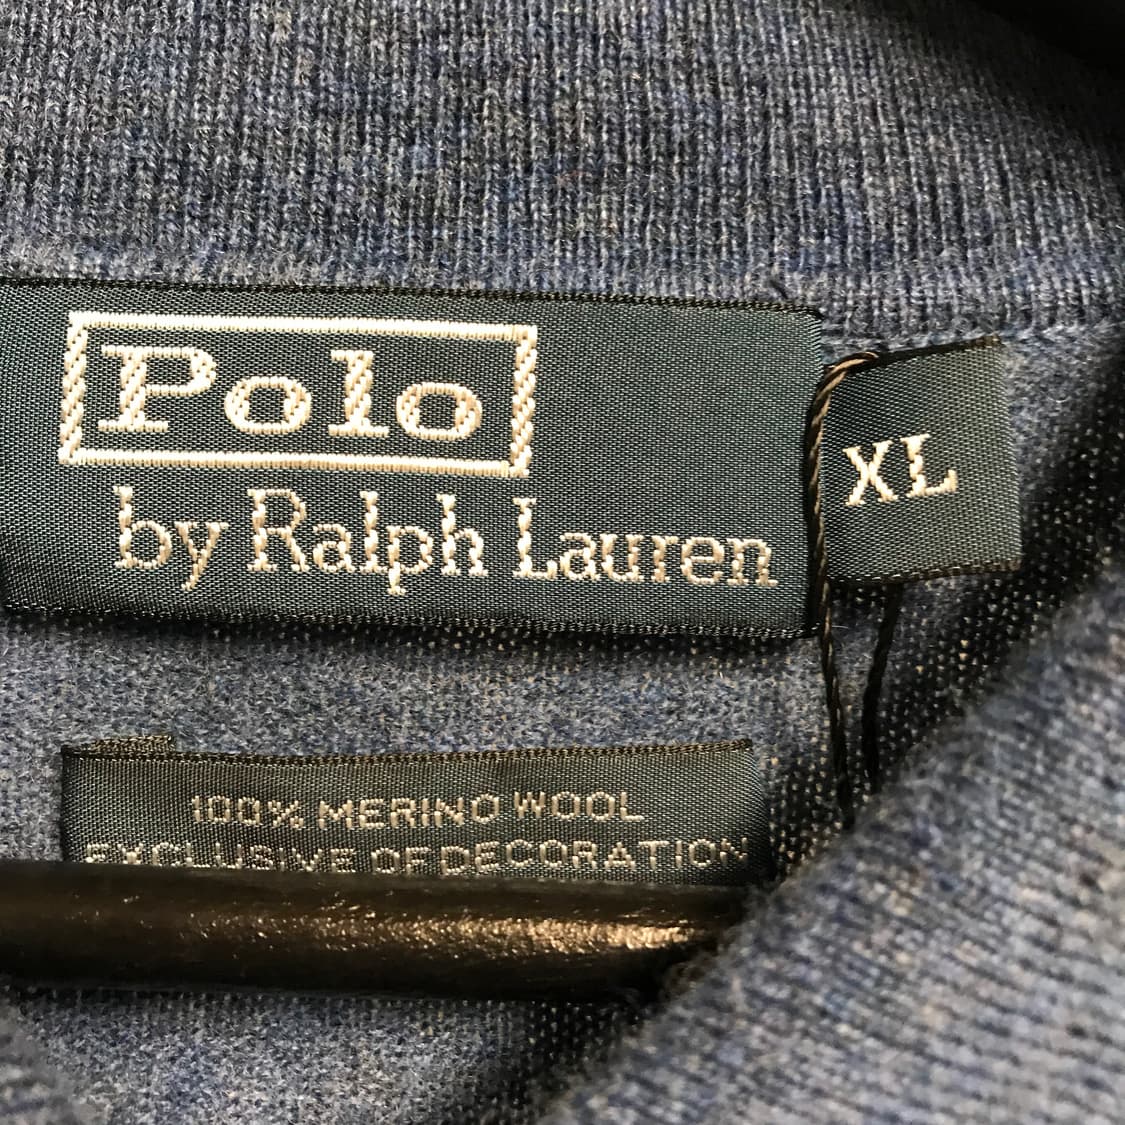 Polo
by Ralph Lauren
XL
100% MERINO WOOL
EXCLUSIVE OF DECORATION